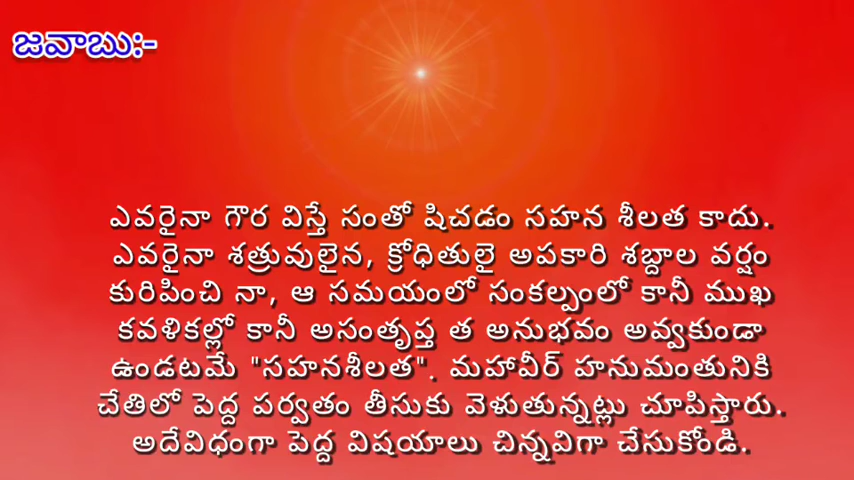 జవాబు:-
ఎవరైనా గౌర విస్తే సంతో షిచడం సహన శీలత కాదు.
ఎవరైనా శత్రువులైన, క్రోధితులై అపకారి శబ్దాల వర్షం
కురిపించి నా, ఆ సమయంలో సంకల్పంలో కానీ ముఖ
కవళికల్లో కానీ అసంతృప్త త అనుభవం అవ్వకుండా
ఉండటమే "సహనశీలత". మహావీర్ హనుమంతునికి
చేతిలో పెద్ద పర్వతం తీసుకు వెళుతున్నట్లు చూపిస్తారు.
అదేవిధంగా పెద్ద విషయాలు చిన్నవిగా చేసుకోండి.